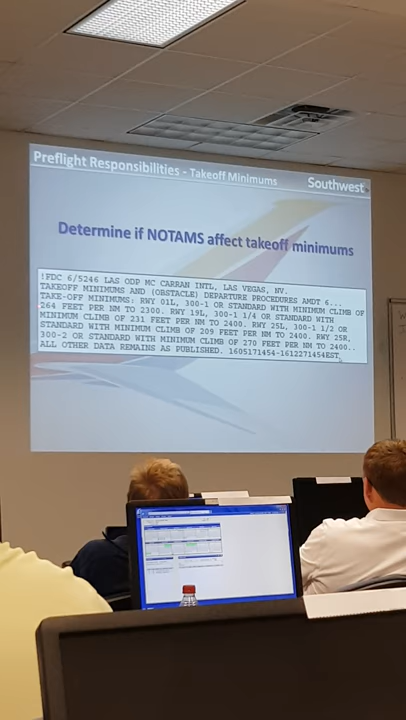 Preflight Responsibilities - Takeoff Minimums
Southwest
Determine if NOTAMS affect takeoff minimums
!FDC 6/5246 LAS ODP MC CARRAN INTL, LAS VEGAS, NV.
TAKEOFF MINIMUMS AND (OBSTACLE) DEPARTURE PROCEDURES AMDT 6...
TAKE-OFF MINIMUMS: RWY 01L, 300-1 OR STANDARD WITH MINIMUM CLIMB OF
264 FEET PER NM TO 2300. RWY 19L, 300-1 1/4 OR STANDARD WITH
MINIMUM CLIMB OF 231 FEET PER NM TO 2400. RWY 25L, 300-1 1/2 OR
STANDARD WITH MINIMUM CLIMB OF 209 FEET PER NM TO 2400. RWY 25R,
300-2 OR STANDARD WITH MINIMUM CLIMB OF 270 FEET PER NM TO 2400..
ALL OTHER DATA REMAINS AS PUBLISHED. 1605171454-1612271454EST